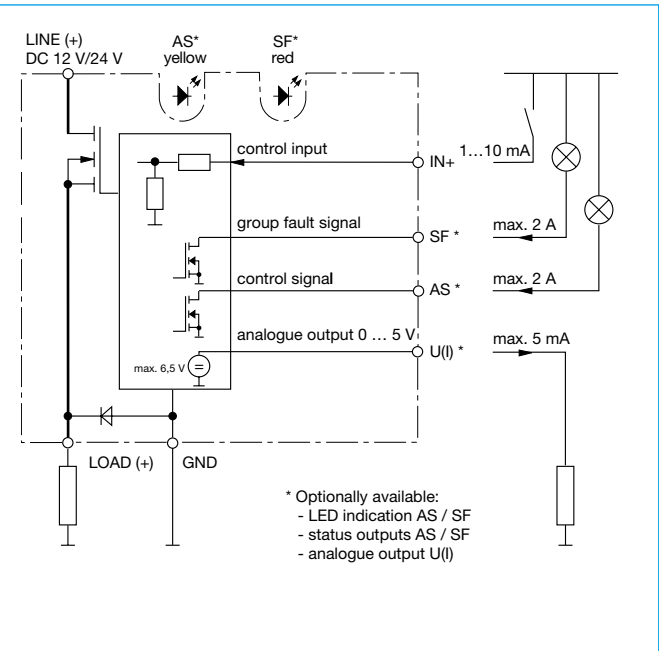 LINE (+)
DC 12 V/24 V
AS*
yellow
SF*
red
control input
IN+
1...10 mA
group fault signal
SF *
max. 2 A
control signal
AS *
max. 2 A
analogue output 0 ... 5 V
U(I) *
max. 5 mA
max. 6,5 V
=
LOAD (+)
GND
* Optionally available:
- LED indication AS / SF
- status outputs AS / SF
- analogue output U(I)